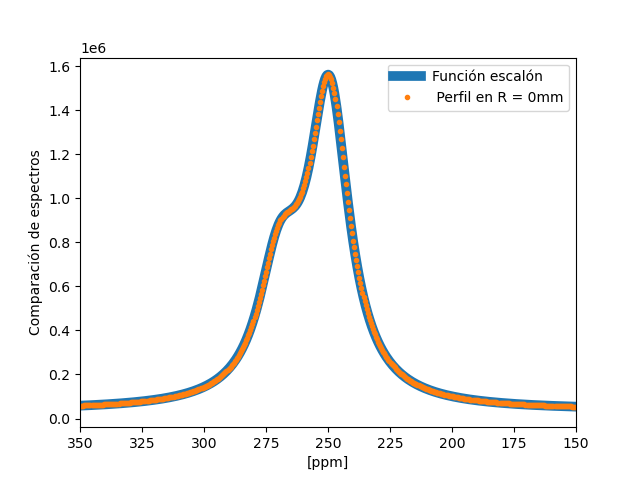 1e6
1.6
1.4
1.2
1.0
0.8
0.6
0.4
0.2
0.0
Comparación de espectros
Función escalón
Perfil en R = 0mm
350 325 300 275 250 225 200 175 150
[ppm]